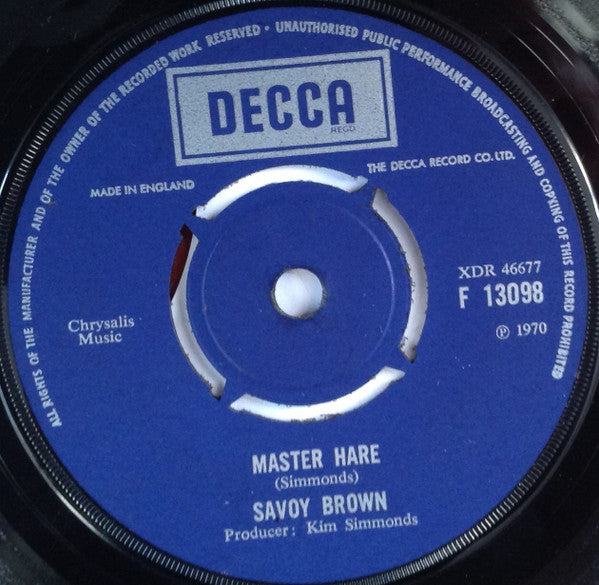 ALL RIGHTS OF THE MANUFACTURER AND OF THE OWNER OF THE RECORDED WORK RESERVED • UNAUTHORISED PUBLIC PERFORMANCE BROADCASTING AND COPYING OF THIS RECORD PROHIBITED
DECCA
REGD
MADE IN ENGLAND
THE DECCA RECORD CO. LTD.
XDR 46677
F 13098
Chrysalis
Music
℗ 1970
MASTER HARE
(Simmonds)
SAVOY BROWN
Producer: Kim Simmonds